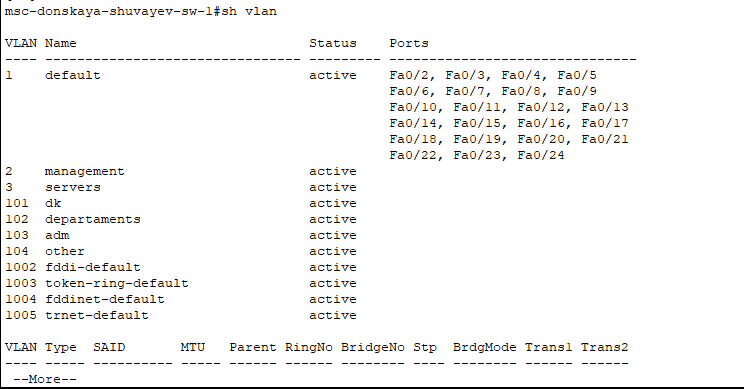 msc-donskaya-shuvayev-sw-1#sh vlan
VLAN Name                             Status    Ports
---- -------------------------------- --------- -------------------------------
1    default                          active    Fa0/2, Fa0/3, Fa0/4, Fa0/5
                                                Fa0/6, Fa0/7, Fa0/8, Fa0/9
                                                Fa0/10, Fa0/11, Fa0/12, Fa0/13
                                                Fa0/14, Fa0/15, Fa0/16, Fa0/17
                                                Fa0/18, Fa0/19, Fa0/20, Fa0/21
                                                Fa0/22, Fa0/23, Fa0/24
2    management                       active
3    servers                          active
101  dk                               active
102  departaments                     active
103  adm                              active
104  other                            active
1002 fddi-default                     active
1003 token-ring-default               active
1004 fddinet-default                  active
1005 trnet-default                    active
VLAN Type  SAID       MTU   Parent RingNo BridgeNo Stp  BrdgMode Trans1 Trans2
---- ----- ---------- ----- ------ ------ -------- ---- -------- ------ ------
 --More--